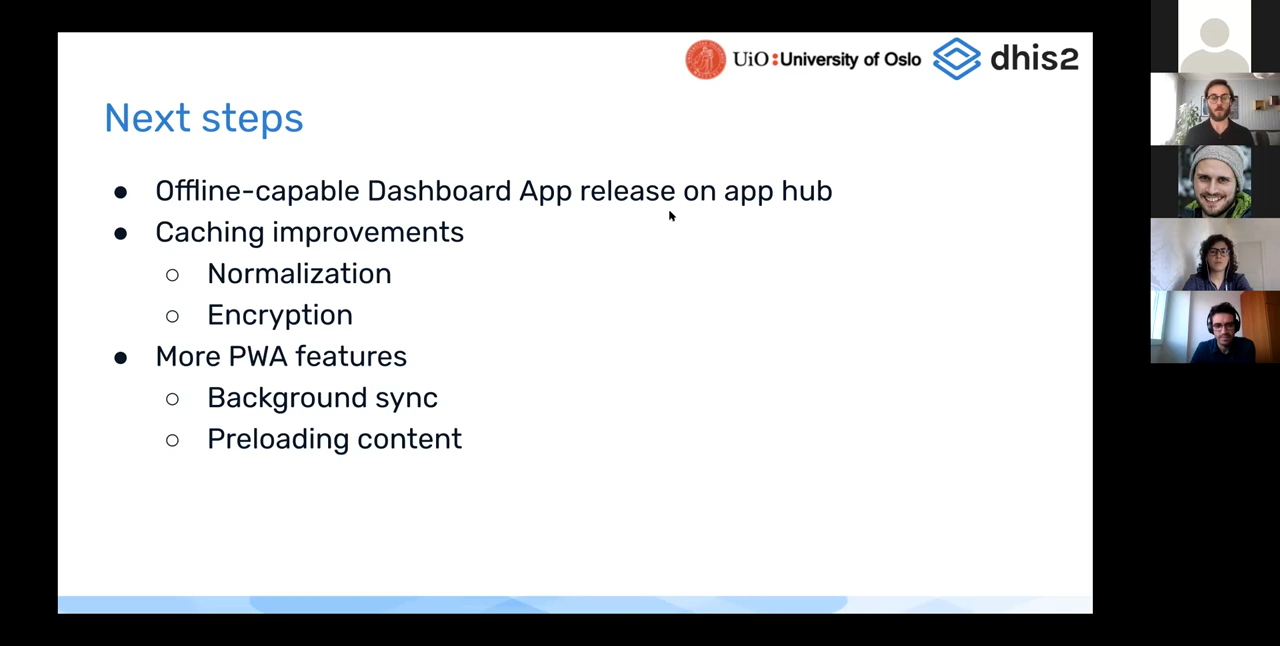 UiO:University of Oslo dhis2
Next steps
● Offline-capable Dashboard App release on app hub
● Caching improvements
○ Normalization
○ Encryption
● More PWA features
○ Background sync
○ Preloading content